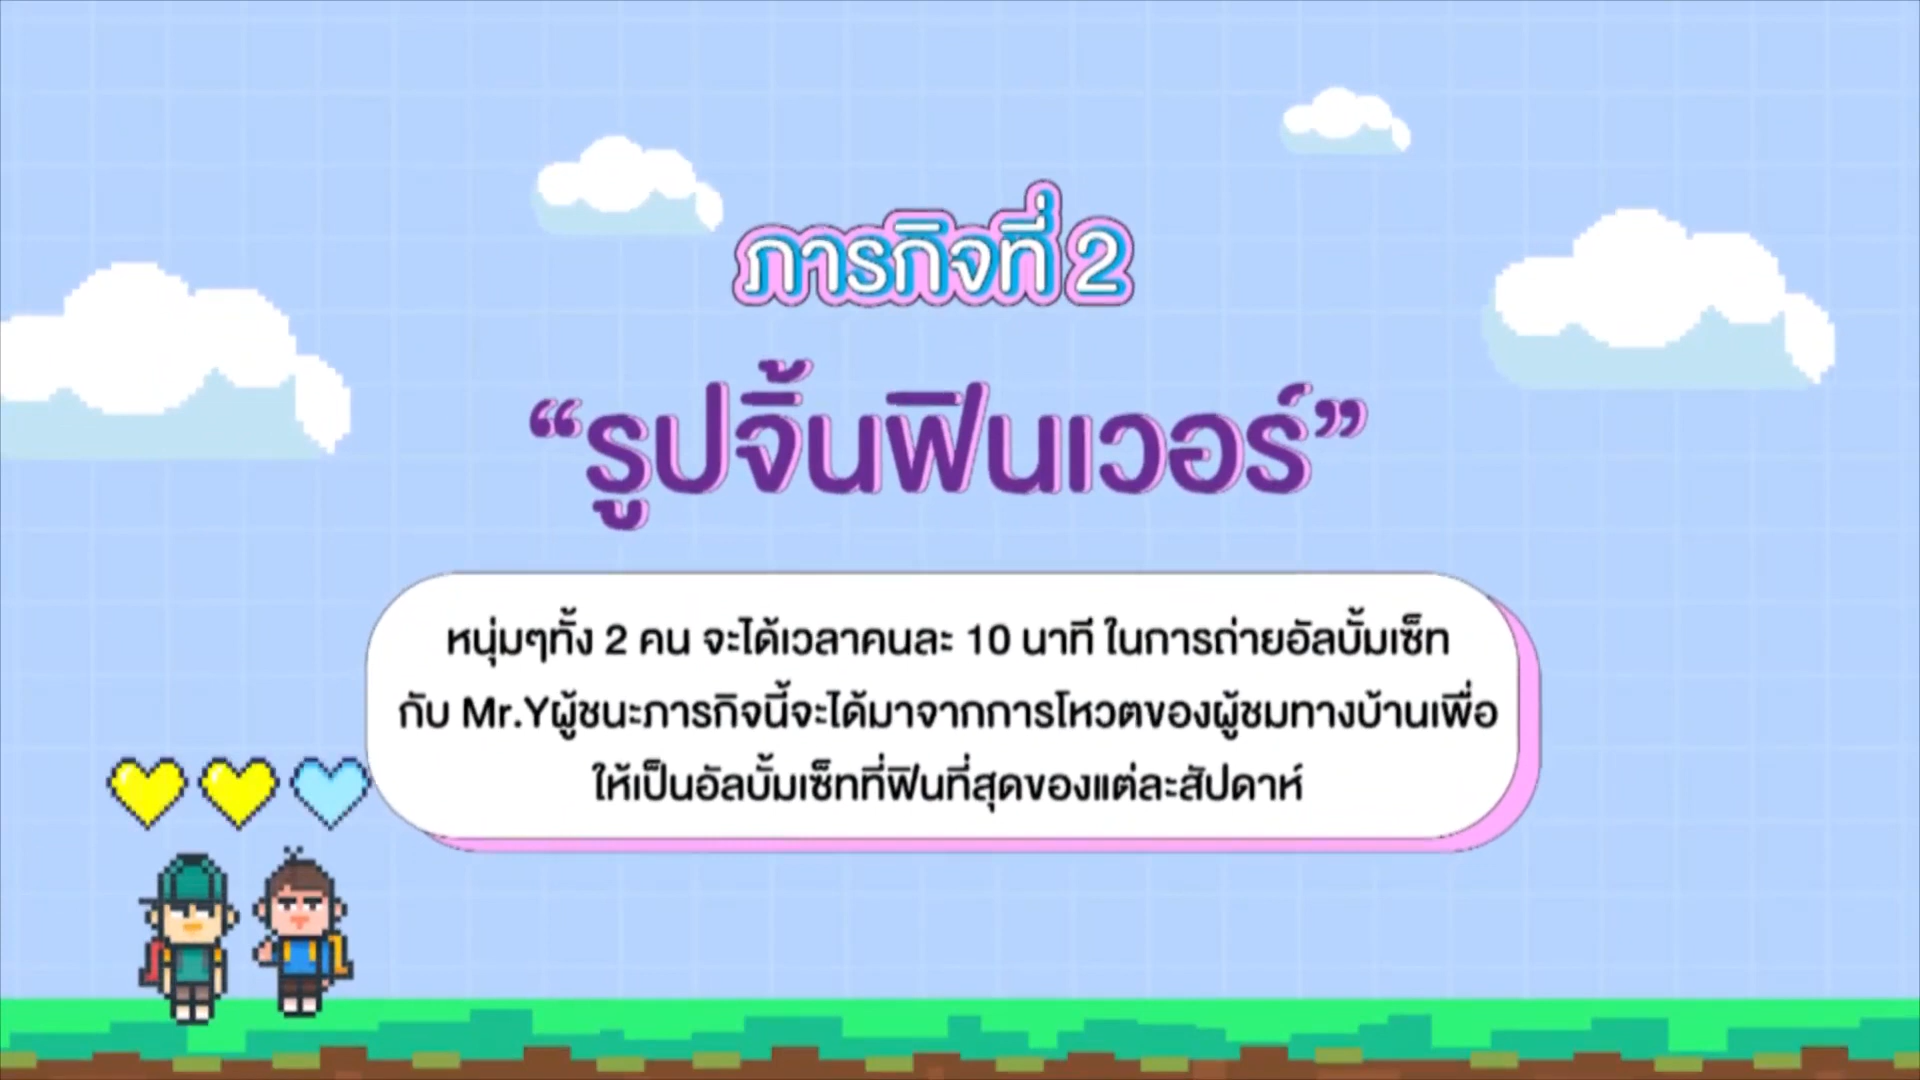 ภารกิจที่ 2
“รูปจิ้นฟินเวอร์”
หนุ่มๆทั้ง 2 คน จะได้เวลาคนละ 10 นาที ในการถ่ายอัลบั้มเซ็ท
กับ Mr.Yผู้ชนะภารกิจนี้จะได้มาจากการโหวตของผู้ชมทางบ้านเพื่อ
ให้เป็นอัลบั้มเซ็ทที่ฟินที่สุดของแต่ละสัปดาห์